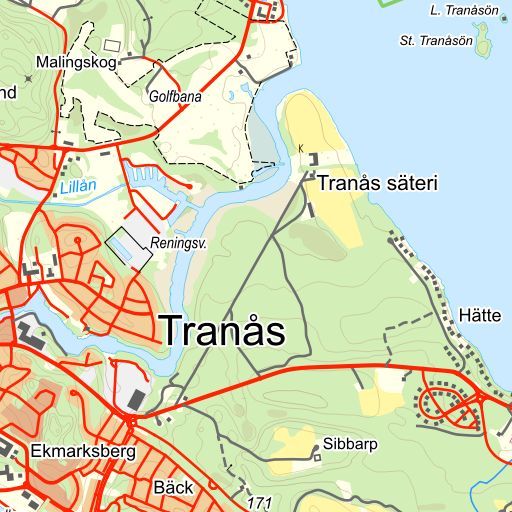 L. Tranåsön
St. Tranåsön
Malingskog
nd
Golfbana
K
Tranås säteri
Lillån
Reningsv.
Hätte
Tranås
Sibbarp
Ekmarksberg
Bäck
171